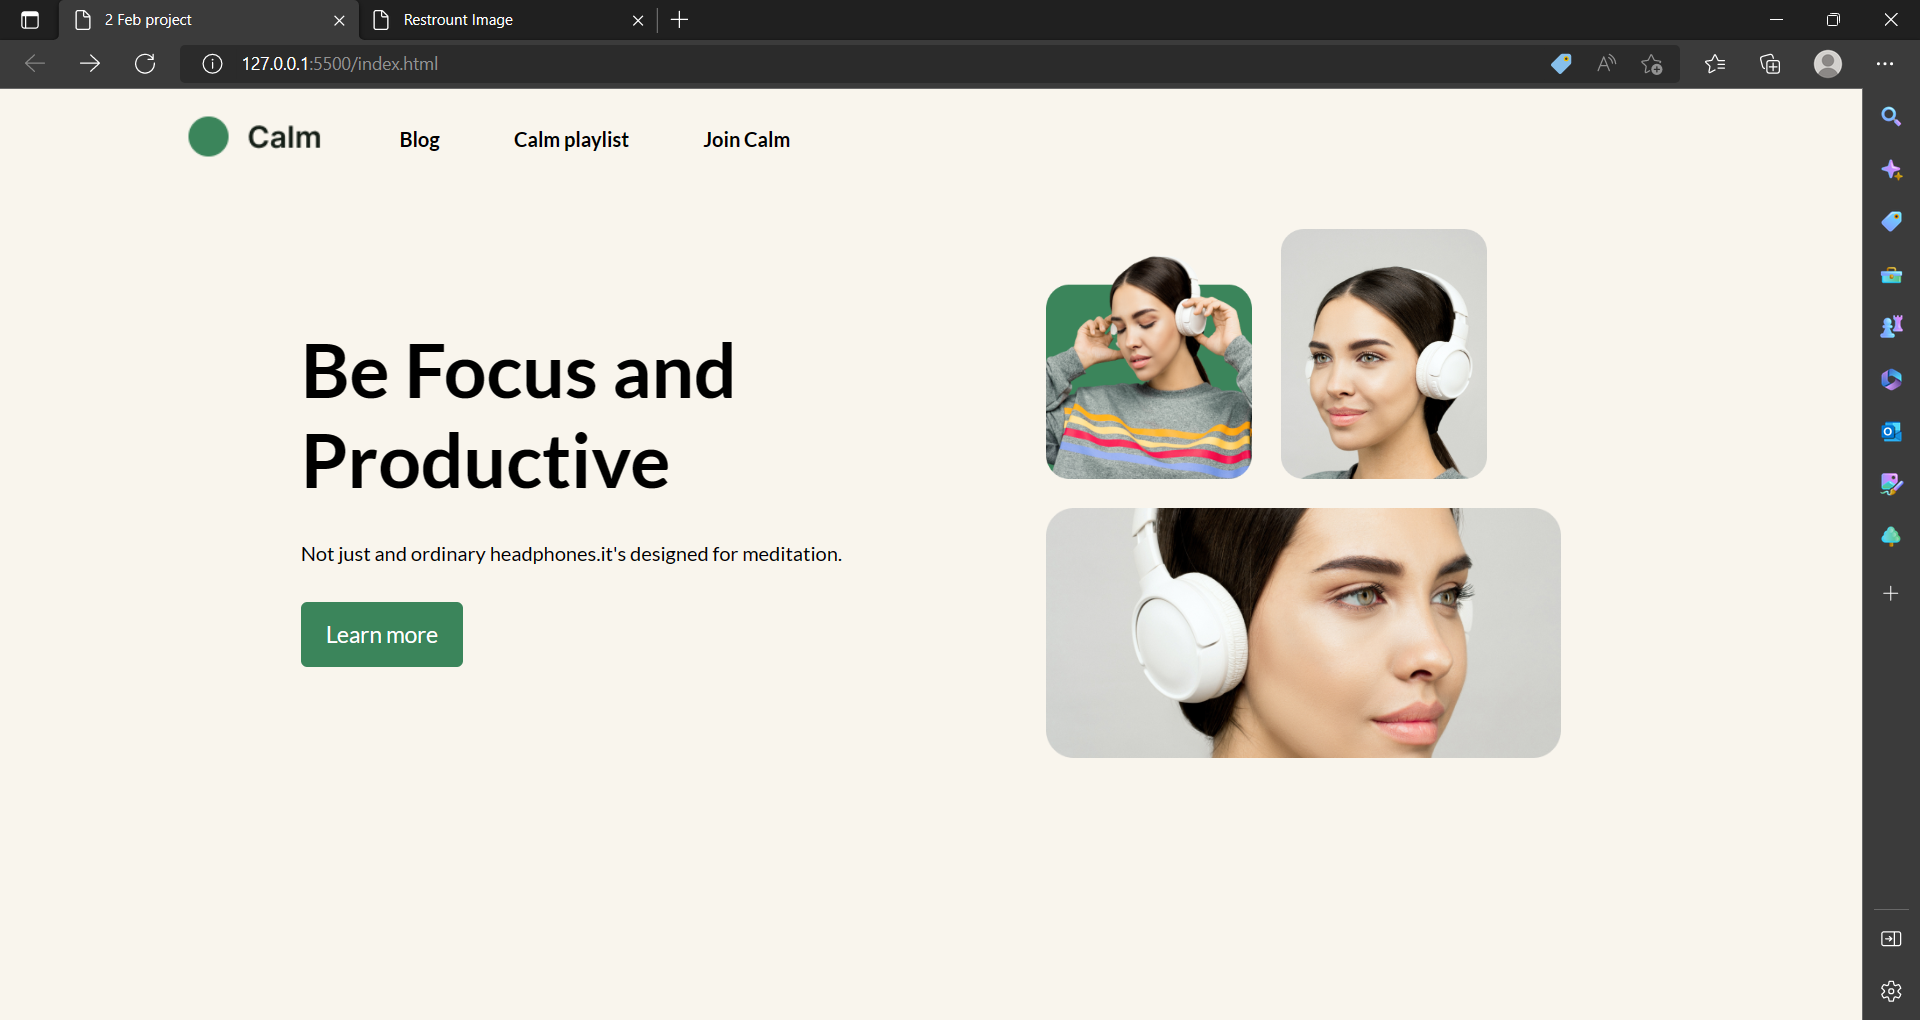 2 Feb project
Restrount Image
127.0.0.1:5500/index.html
Calm
Blog
Calm playlist
Join Calm
Be Focus and
Productive
Not just and ordinary headphones.it's designed for meditation.
Learn more